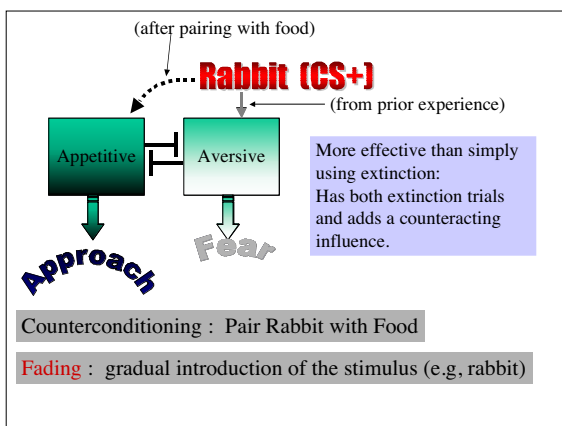 (after pairing with food)
Rabbit (CS+)
(from prior experience)
Appetitive
Aversive
More effective than simply
using extinction:
Has both extinction trials
and adds a counteracting
influence.
Approach
Fear
Counterconditioning : Pair Rabbit with Food
Fading : gradual introduction of the stimulus (e.g, rabbit)